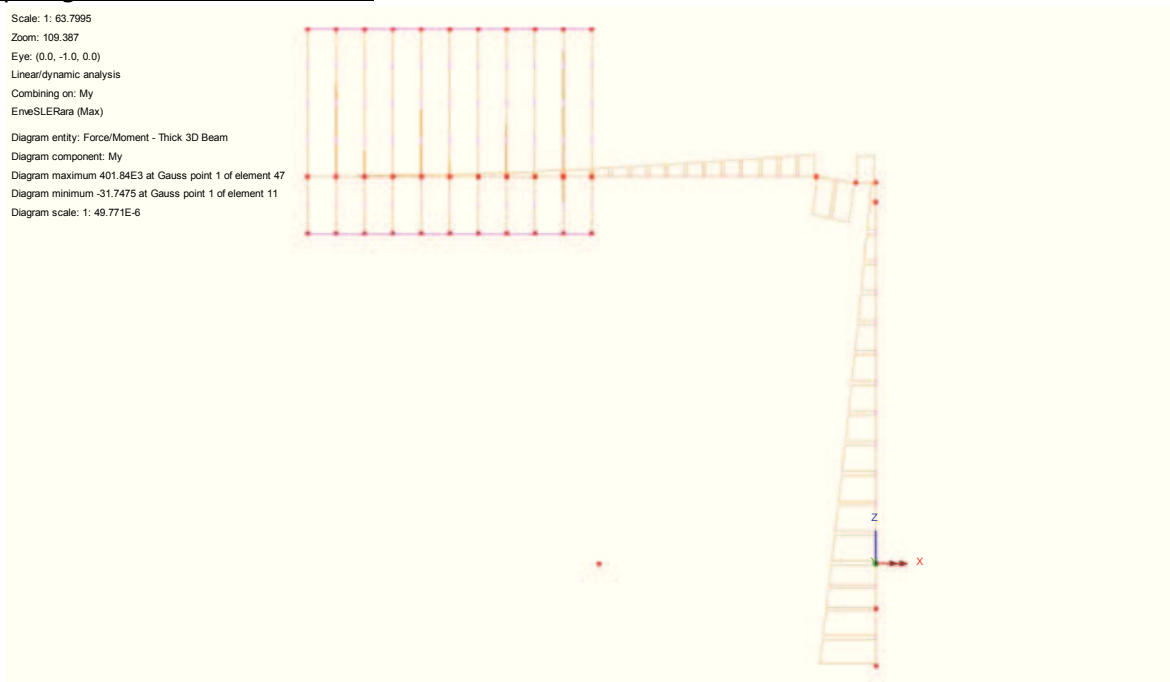 Scale: 1: 63.7995
Zoom: 109.387
Eye: (0.0, -1.0, 0.0)
Linear/dynamic analysis
Combining on: My
EnveSLERara (Max)
Diagram entity: Force/Moment - Thick 3D Beam
Diagram component: My
Diagram maximum 401.84E3 at Gauss point 1 of element 47
Diagram minimum -31.7475 at Gauss point 1 of element 11
Diagram scale: 1: 49.771E-6
Z
X